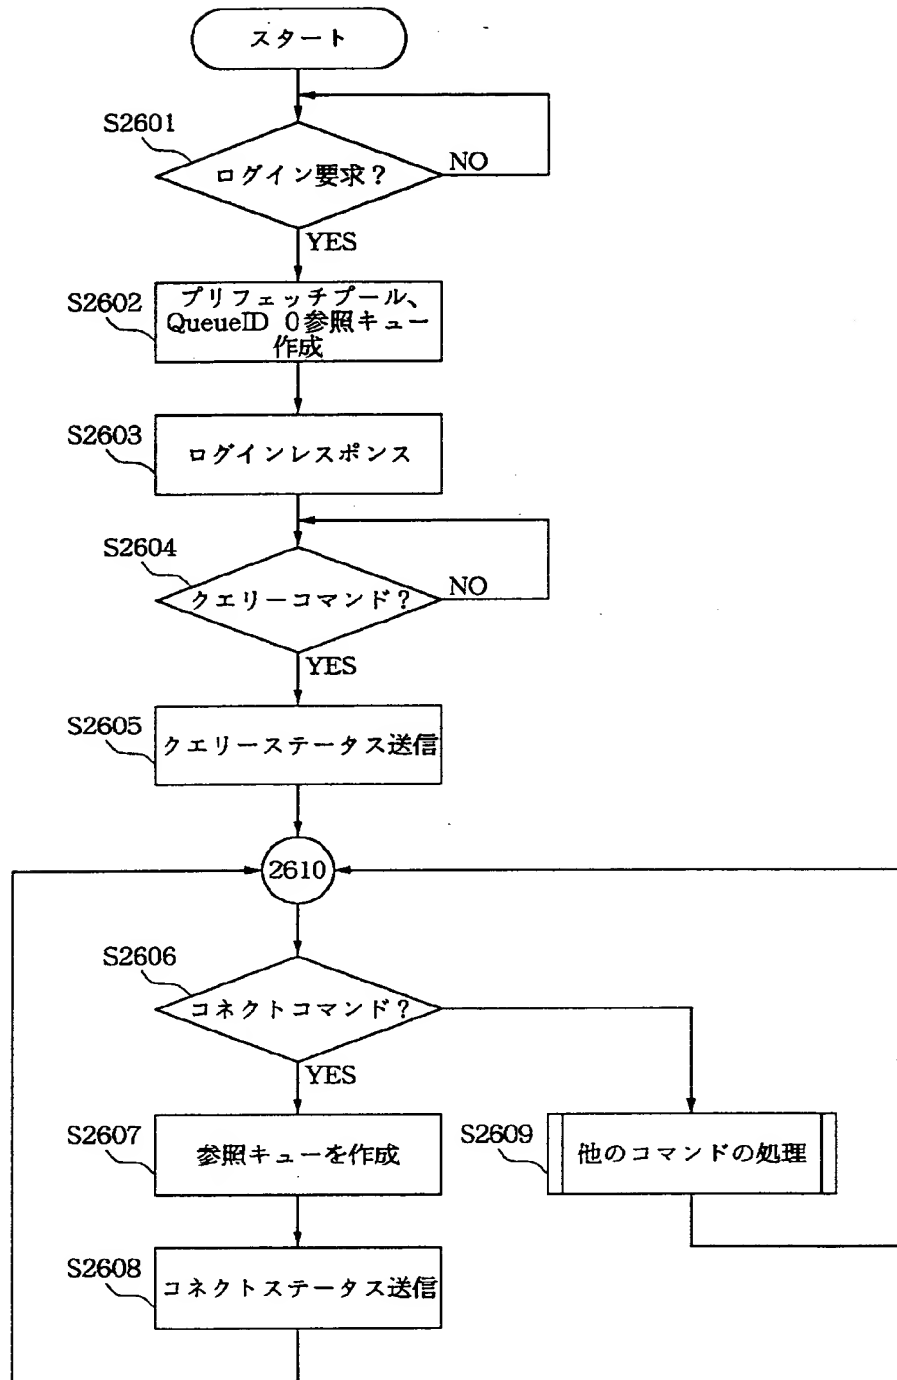 スタート
S2601
ログイン要求?
NO
YES
S2602
プリフェッチプール、
QueueID 0参照キュー
作成
S2603
ログインレスポンス
S2604
クエリーコマンド?
NO
YES
S2605
クエリーステータス送信
2610
S2606
コネクトコマンド?
YES
S2607
参照キューを作成
S2609
他のコマンドの処理
S2608
コネクトステータス送信